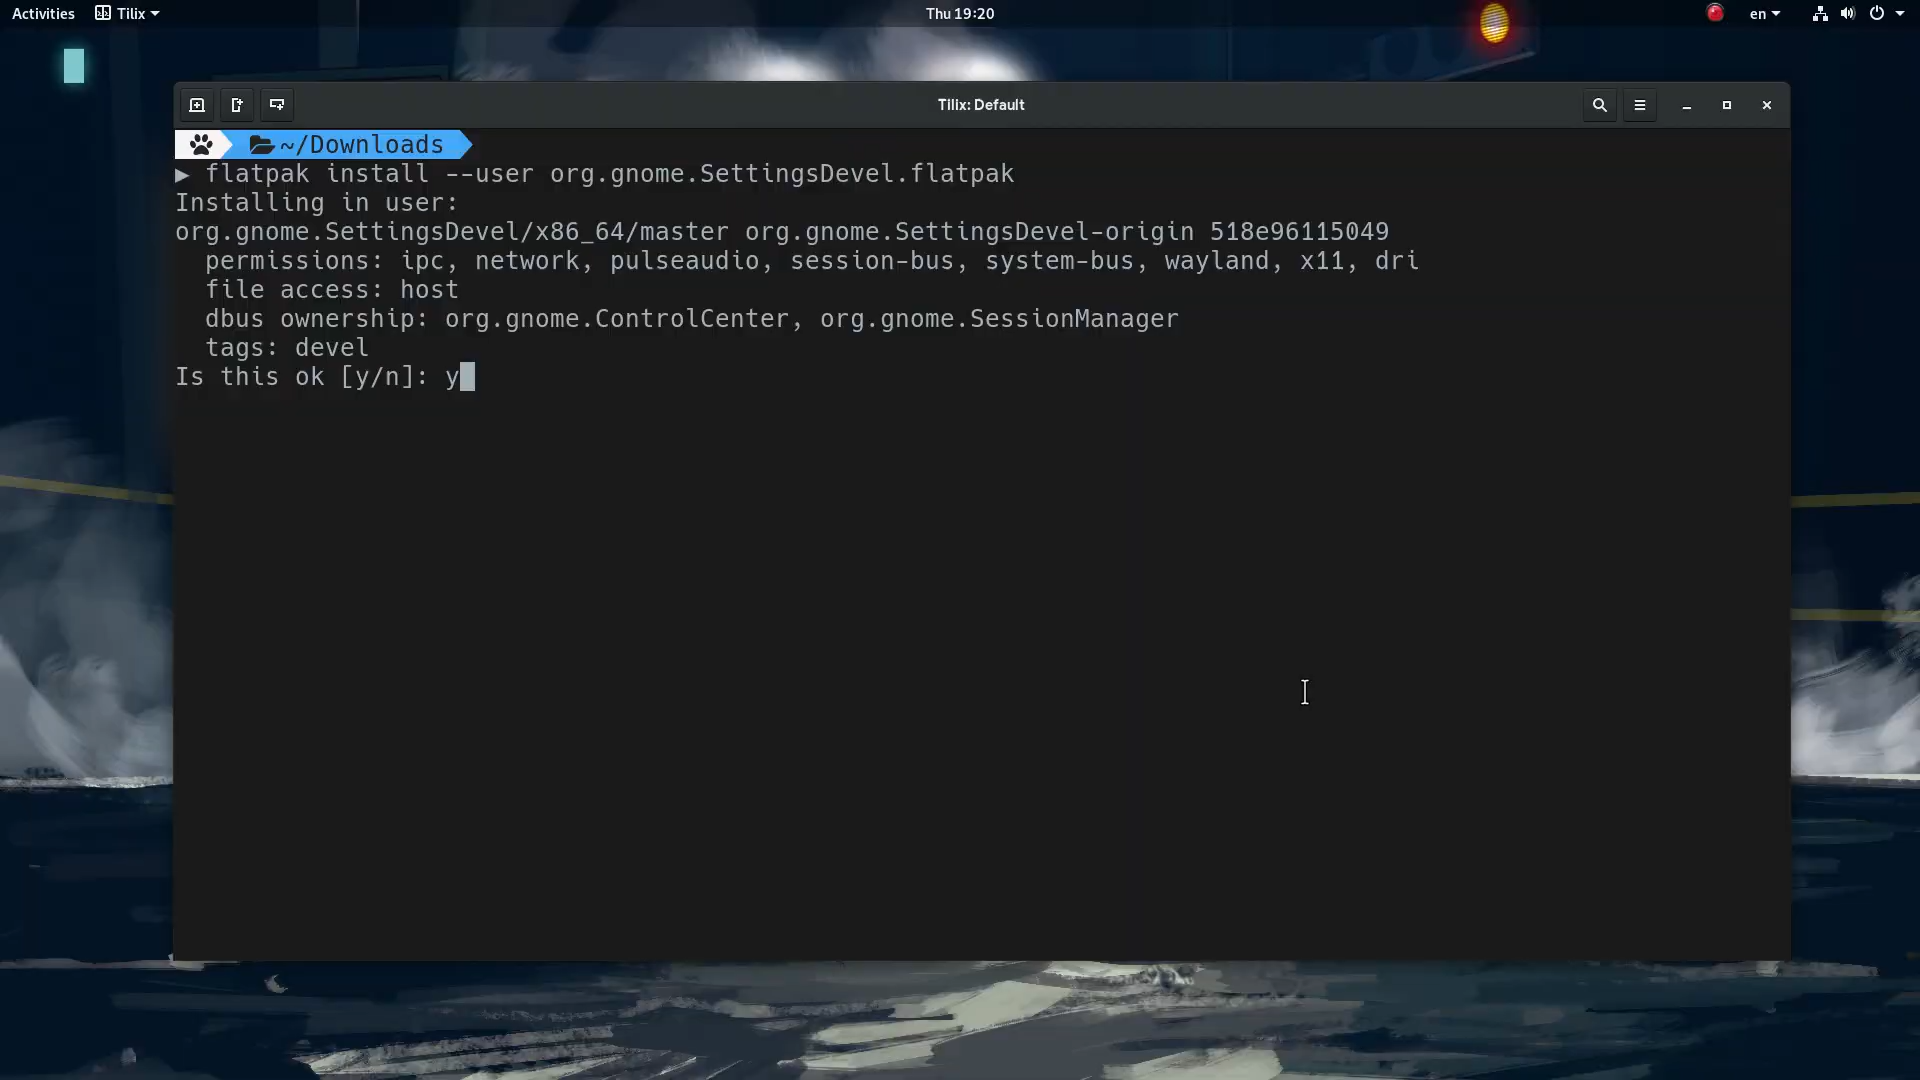 Activities Tilix Thu 19:20 en
Tilix: Default
~/Downloads
▶ flatpak install --user org.gnome.SettingsDevel.flatpak
Installing in user:
org.gnome.SettingsDevel/x86_64/master org.gnome.SettingsDevel-origin 518e96115049
permissions: ipc, network, pulseaudio, session-bus, system-bus, wayland, x11, dri
file access: host
dbus ownership: org.gnome.ControlCenter, org.gnome.SessionManager
tags: devel
Is this ok [y/n]: y